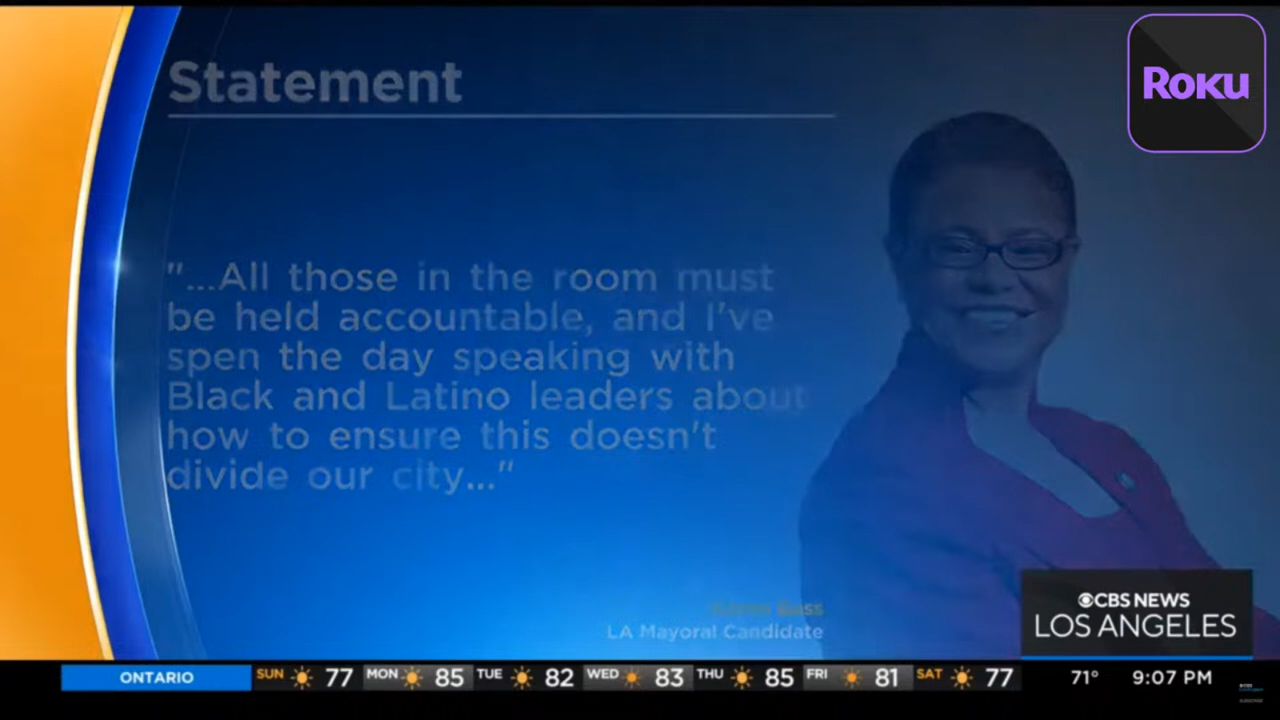 Roku
Statement
"...All those in the room must
be held accountable, and I've
spen the day speaking with
Black and Latino leaders about
how to ensure this doesn't
divide our city..."
Karen Bass
LA Mayoral Candidate
CBS NEWS
LOS ANGELES
ONTARIO SUN 77 MON 85 TUE 82 WED 83 THU 85 FRI 81 SAT 77 71° 9:07 PM